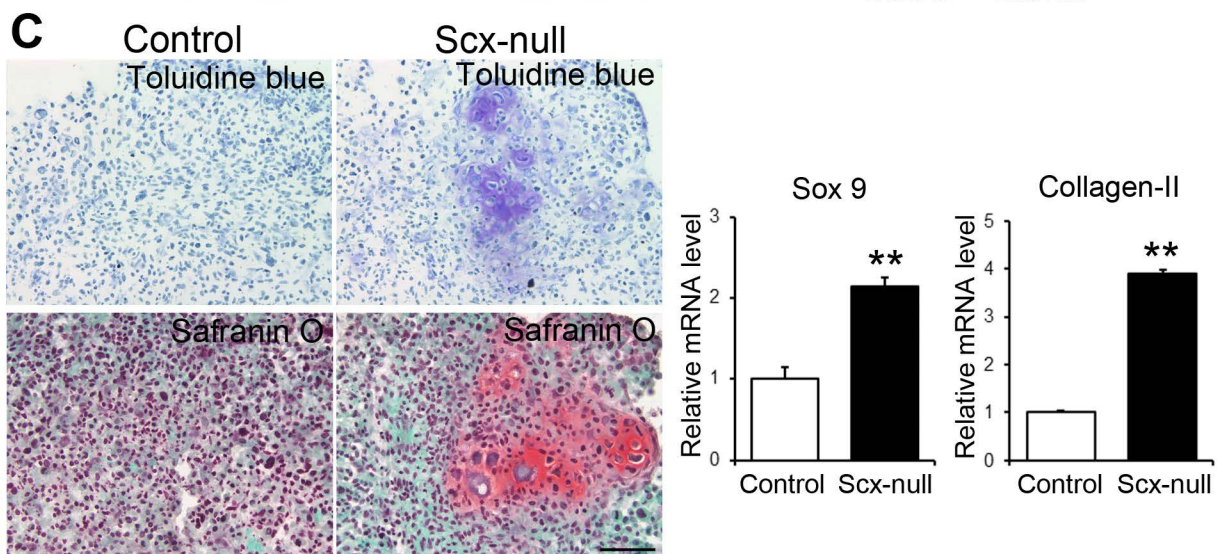 C
Control
Scx-null
Toluidine blue
Toluidine blue
Safranin O
Safranin O
Sox 9
Relative mRNA level
3
2
1
0
**
Control
Scx-null
Collagen-II
Relative mRNA level
5
4
3
2
1
0
**
Control
Scx-null